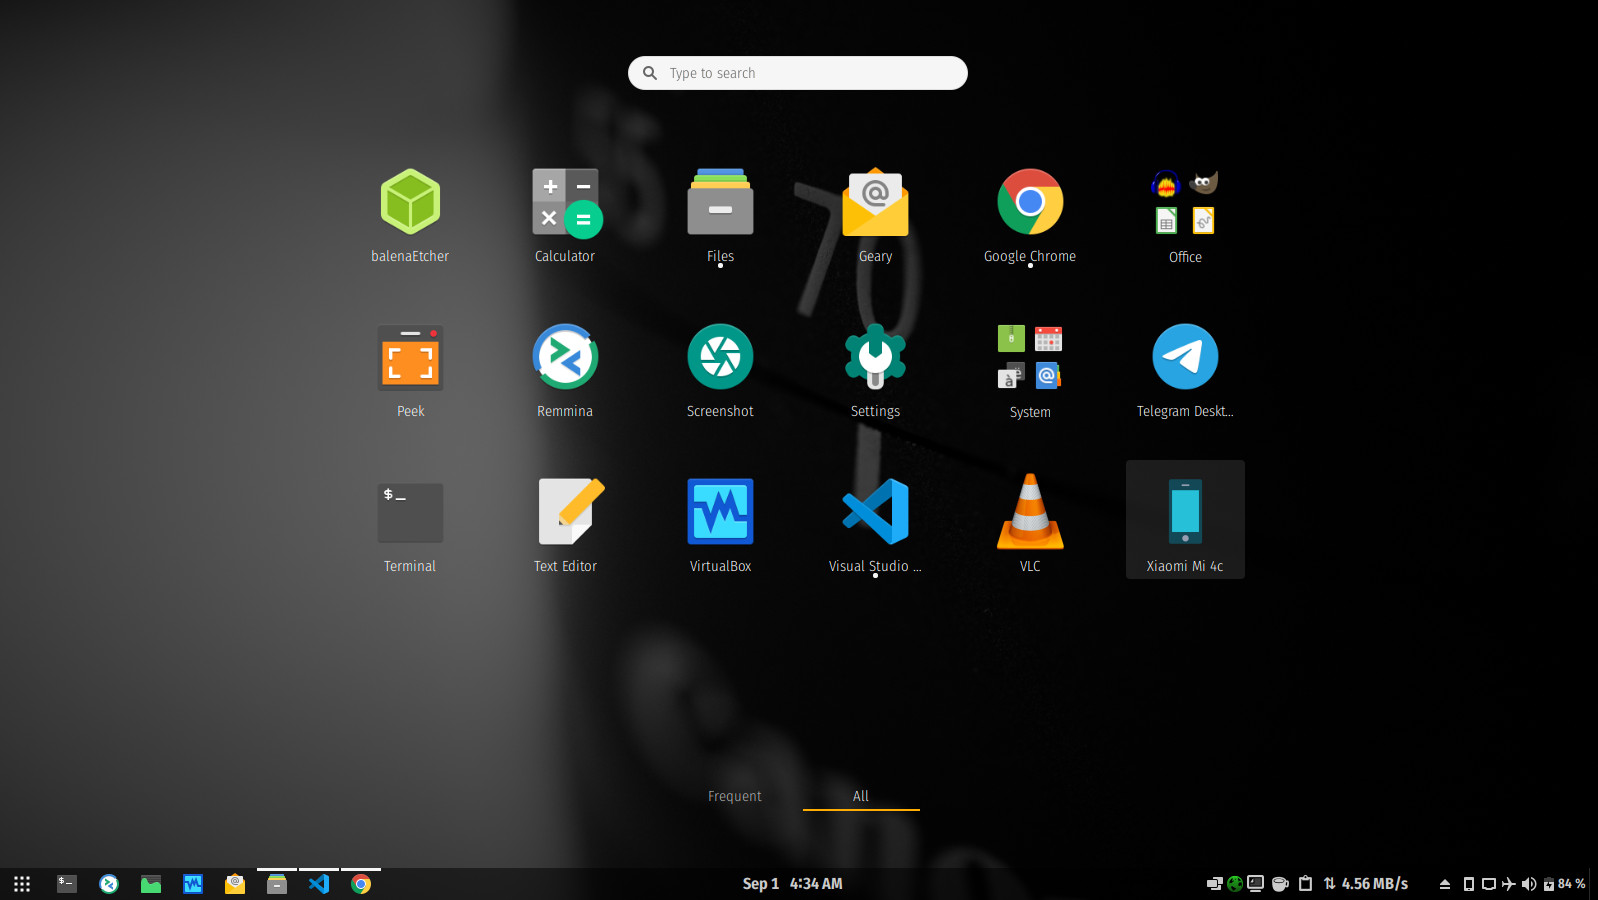 Type to search
balenaEtcher
Calculator
Files
Geary
Google Chrome
Office
Peek
Remmina
Screenshot
Settings
System
Telegram Deskt...
$_
Terminal
Text Editor
VirtualBox
Visual Studio ...
VLC
Xiaomi Mi 4c
70
Frequent
All
Sep 1 4:34 AM
4.56 MB/s
84 %